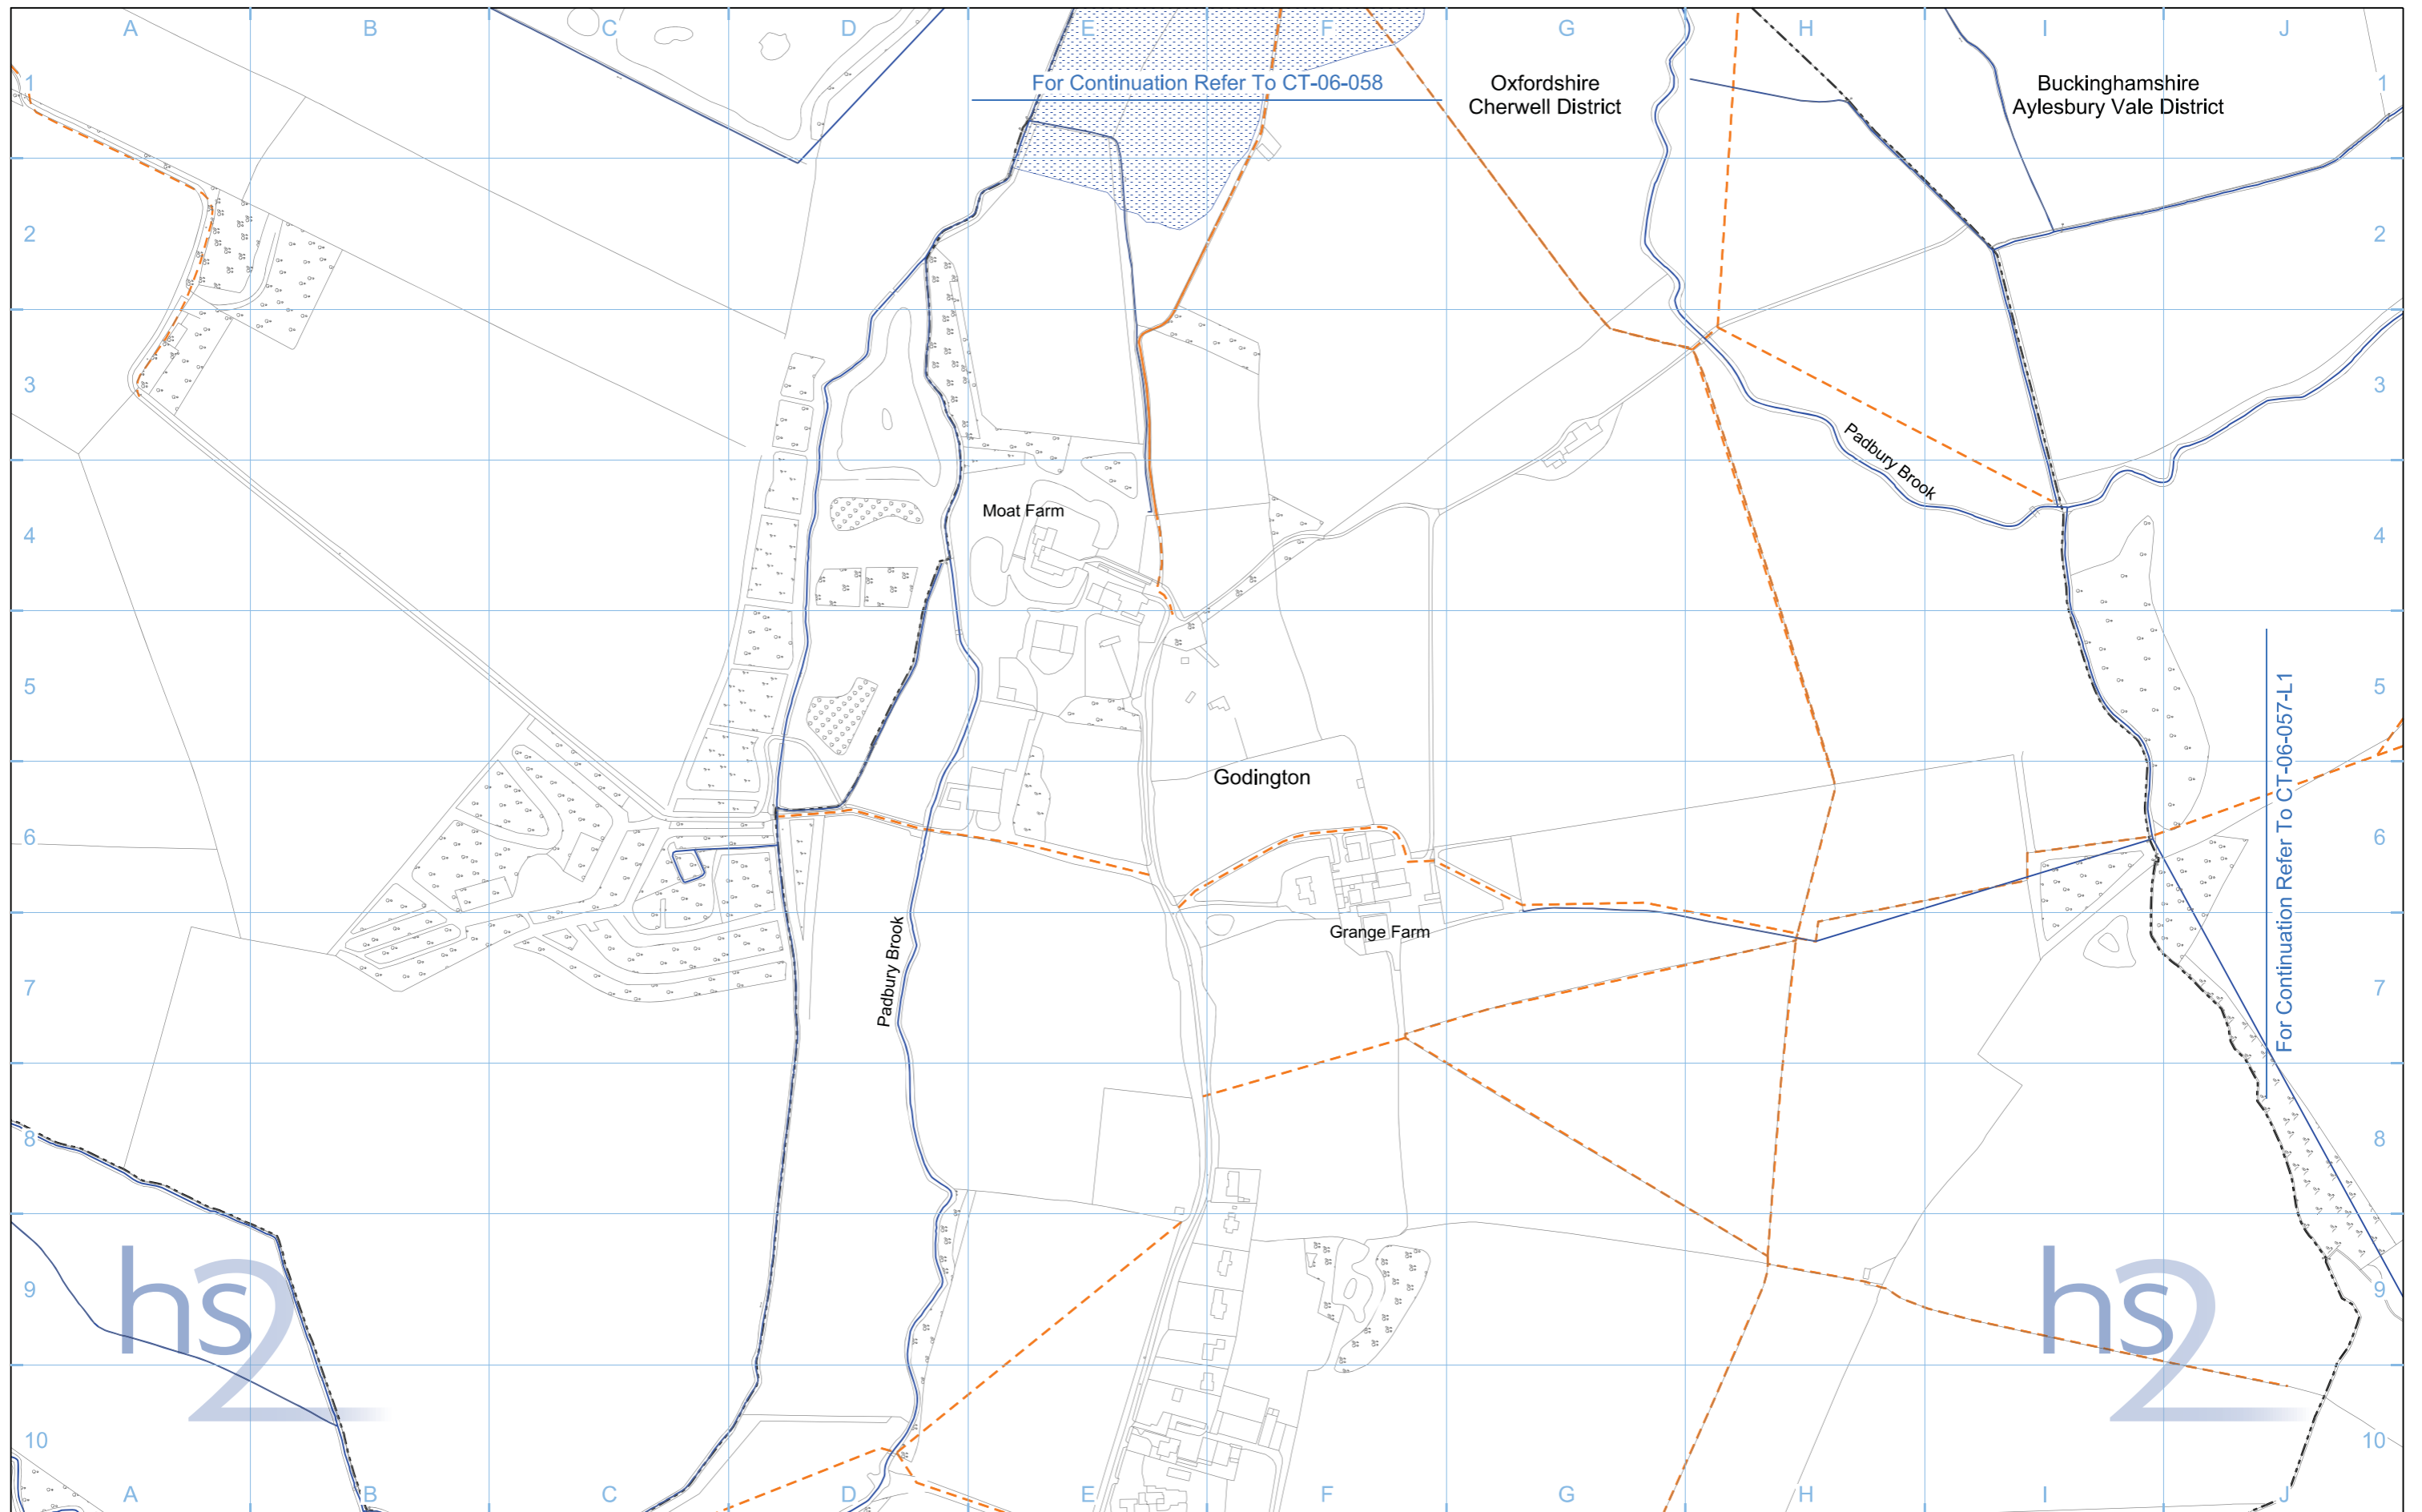 A B C D E F G H I J
1 1
For Continuation Refer To CT-06-058
Oxfordshire
Cherwell District
Buckinghamshire
Aylesbury Vale District
2 2
3 3
Padbury Brook
Moat Farm
4 4
5 5
For Continuation Refer To CT-06-057-L1
Godington
6 6
Grange Farm
Padbury Brook
7 7
8 8
hs2 hs2
9 9
10 10
A B C D E F G H I J